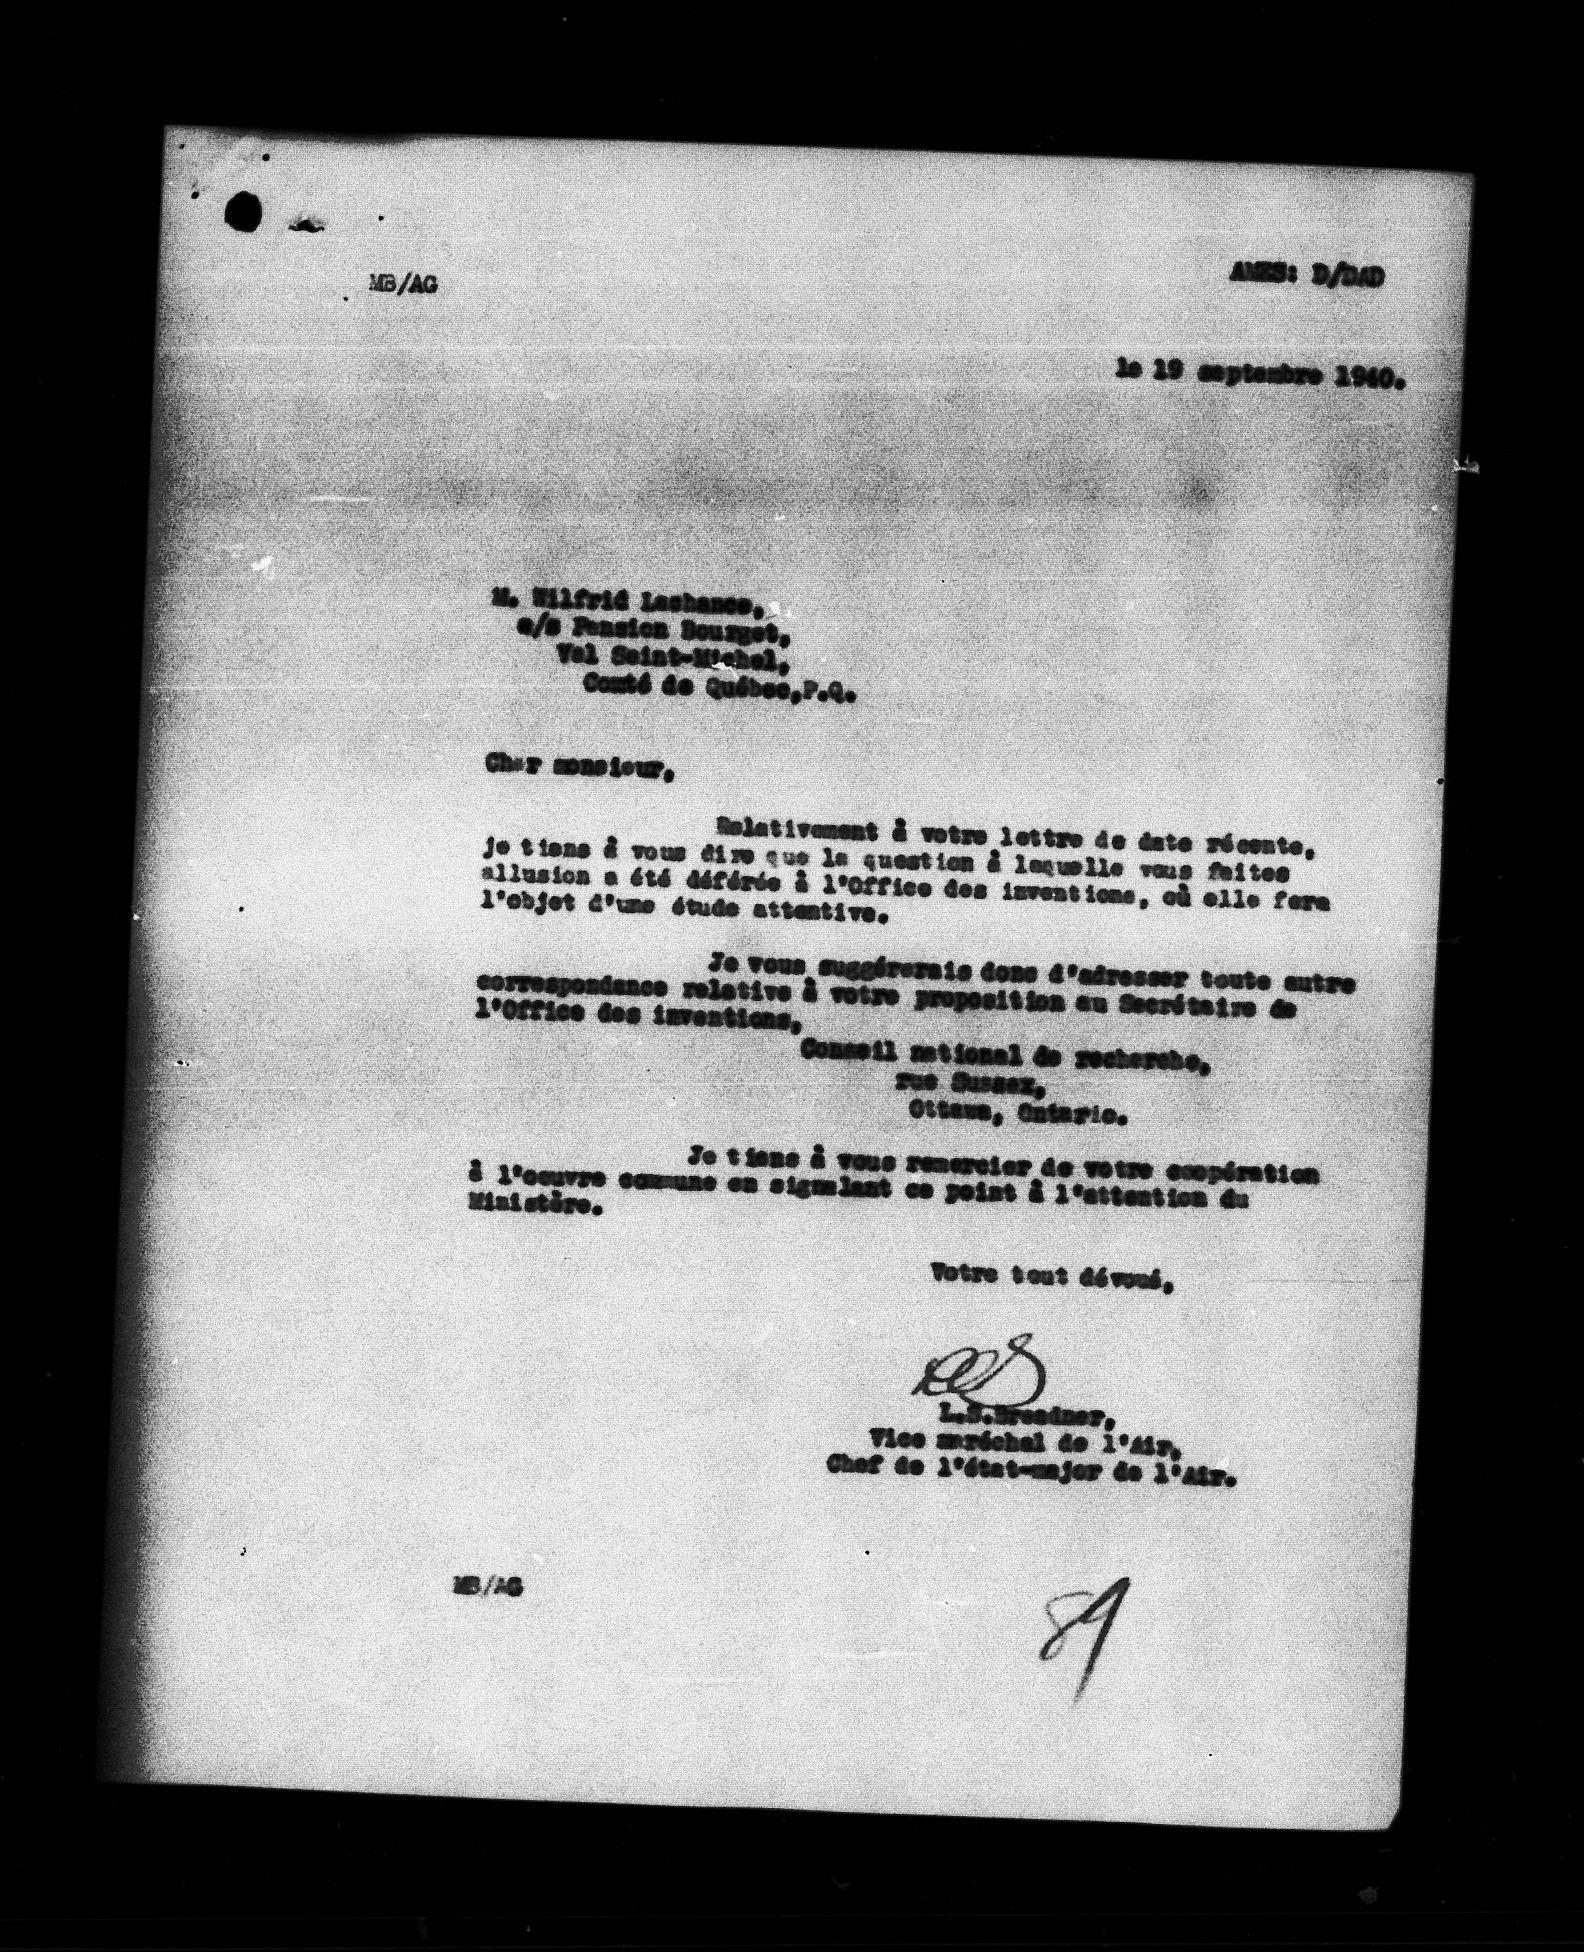 MB/AG
AMES: D/DAD
le 19 septembre 1940.
M. Wilfrid Lachance,
a/s Pension Bourget,
Val Saint-Michel,
Comté de Québec,P.Q.
Cher monsieur,
Relativement à votre lettre de date récente,
je tiens à vous dire que la question à laquelle vous faites
allusion a été déférée à l'Office des inventions, où elle fera
l'objet d'une étude attentive.
Je vous suggérerais donc d'adresser toute autre
correspondance relative à votre proposition au Secrétaire de
l'Office des inventions,
Conseil national de recherche,
rue Sussex,
Ottawa, Ontario.
Je tiens à vous remercier de votre coopération
à l'oeuvre commune en signalant ce point à l'attention du
Ministère.
Votre tout dévoué,
L.S.Breadner,
Vice maréchal de l'Air,
Chef de l'état-major de l'Air.
MB/AG
89